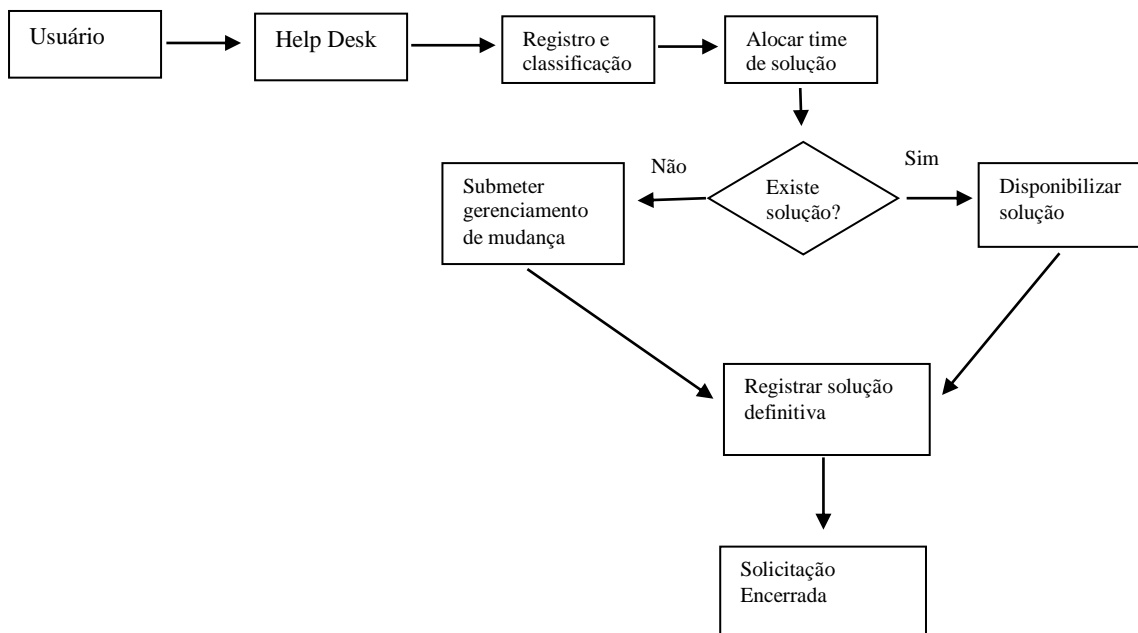 Usuário
Help Desk
Registro e
classificação
Alocar time
de solução
Não
Sim
Submeter
gerenciamento
de mudança
Existe
solução?
Disponibilizar
solução
Registrar solução
definitiva
Solicitação
Encerrada